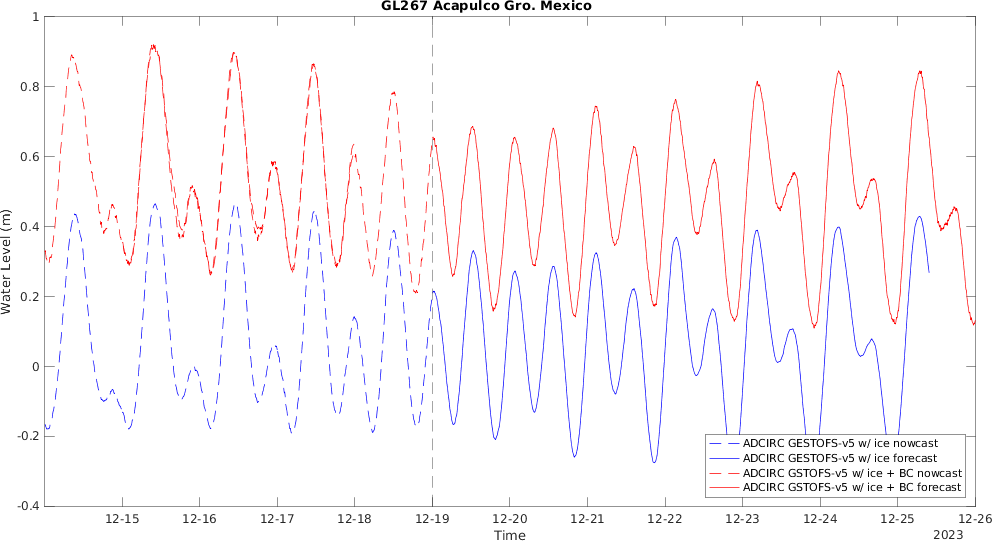 GL267 Acapulco Gro. Mexico
Water Level (m)
1
0.8
0.6
0.4
0.2
0
-0.2
-0.4
12-15 12-16 12-17 12-18 12-19 12-20 12-21 12-22 12-23 12-24 12-25 12-26
Time
2023
ADCIRC GESTOFS-v5 w/ ice nowcast
ADCIRC GESTOFS-v5 w/ ice forecast
ADCIRC GSTOFS-v5 w/ ice + BC nowcast
ADCIRC GSTOFS-v5 w/ ice + BC forecast